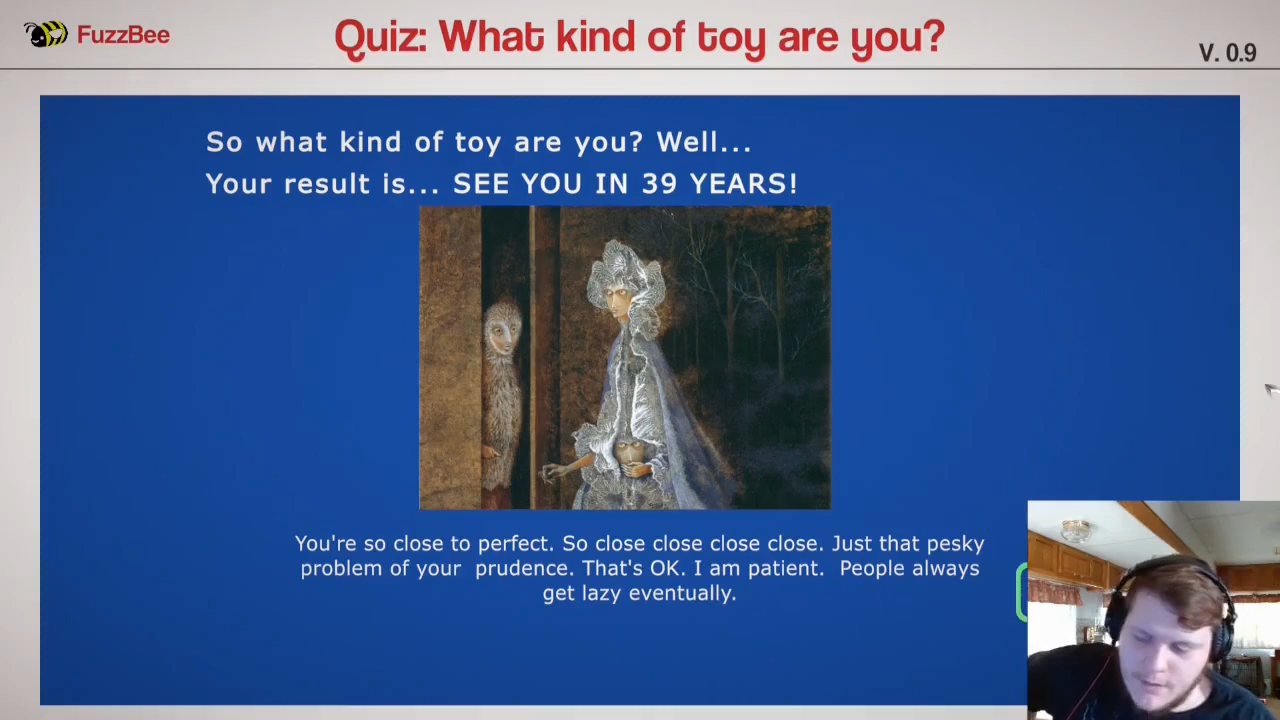 FuzzBee
Quiz: What kind of toy are you?
V. 0.9
So what kind of toy are you? Well...
Your result is... SEE YOU IN 39 YEARS!
You're so close to perfect. So close close close close. Just that pesky
problem of your prudence. That's OK. I am patient. People always
get lazy eventually.